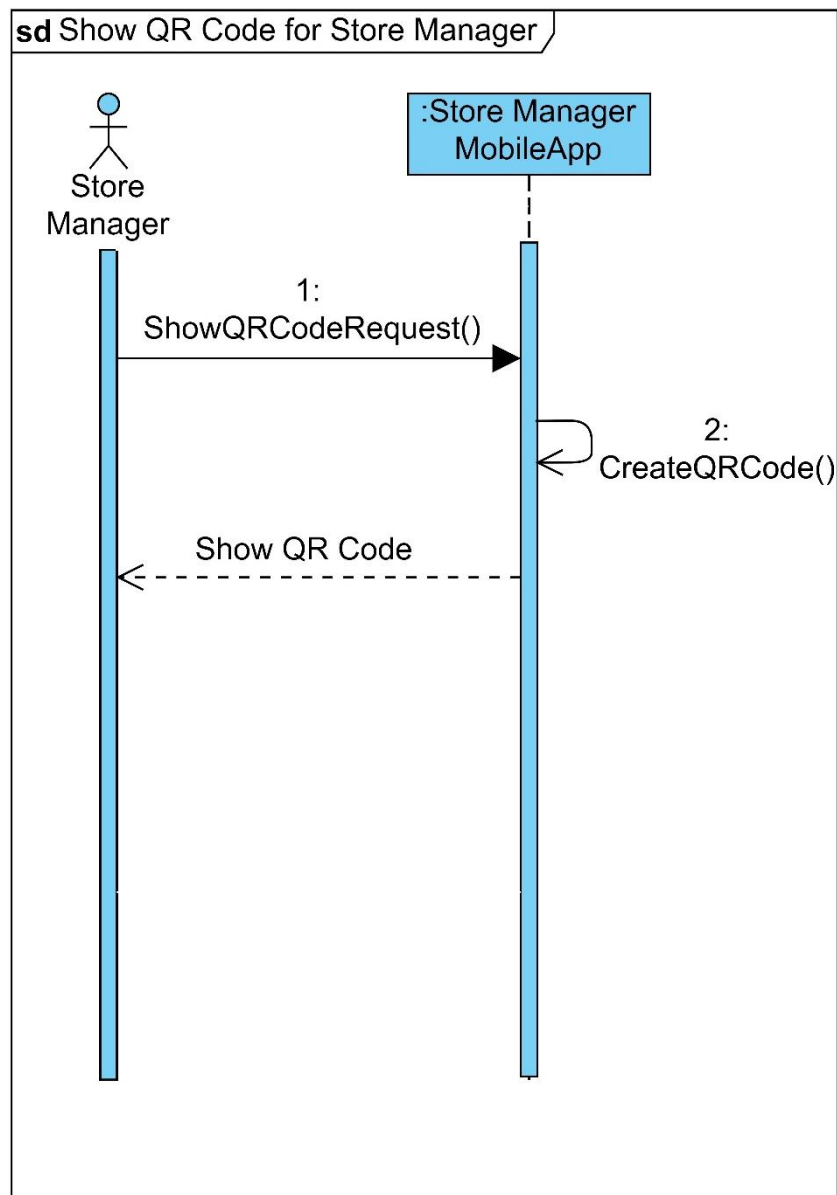 sd Show QR Code for Store Manager
:Store Manager
MobileApp
Store
Manager
1:
ShowQRCodeRequest()
2:
CreateQRCode()
Show QR Code